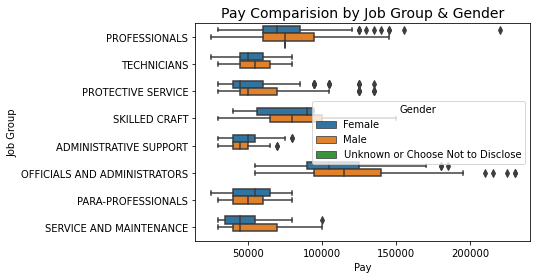 Pay Comparision by Job Group & Gender
Job Group
PROFESSIONALS
TECHNICIANS
PROTECTIVE SERVICE
SKILLED CRAFT
ADMINISTRATIVE SUPPORT
OFFICIALS AND ADMINISTRATORS
PARA-PROFESSIONALS
SERVICE AND MAINTENANCE
Gender
Female
Male
Unknown or Choose Not to Disclose
50000 100000 150000 200000
Pay